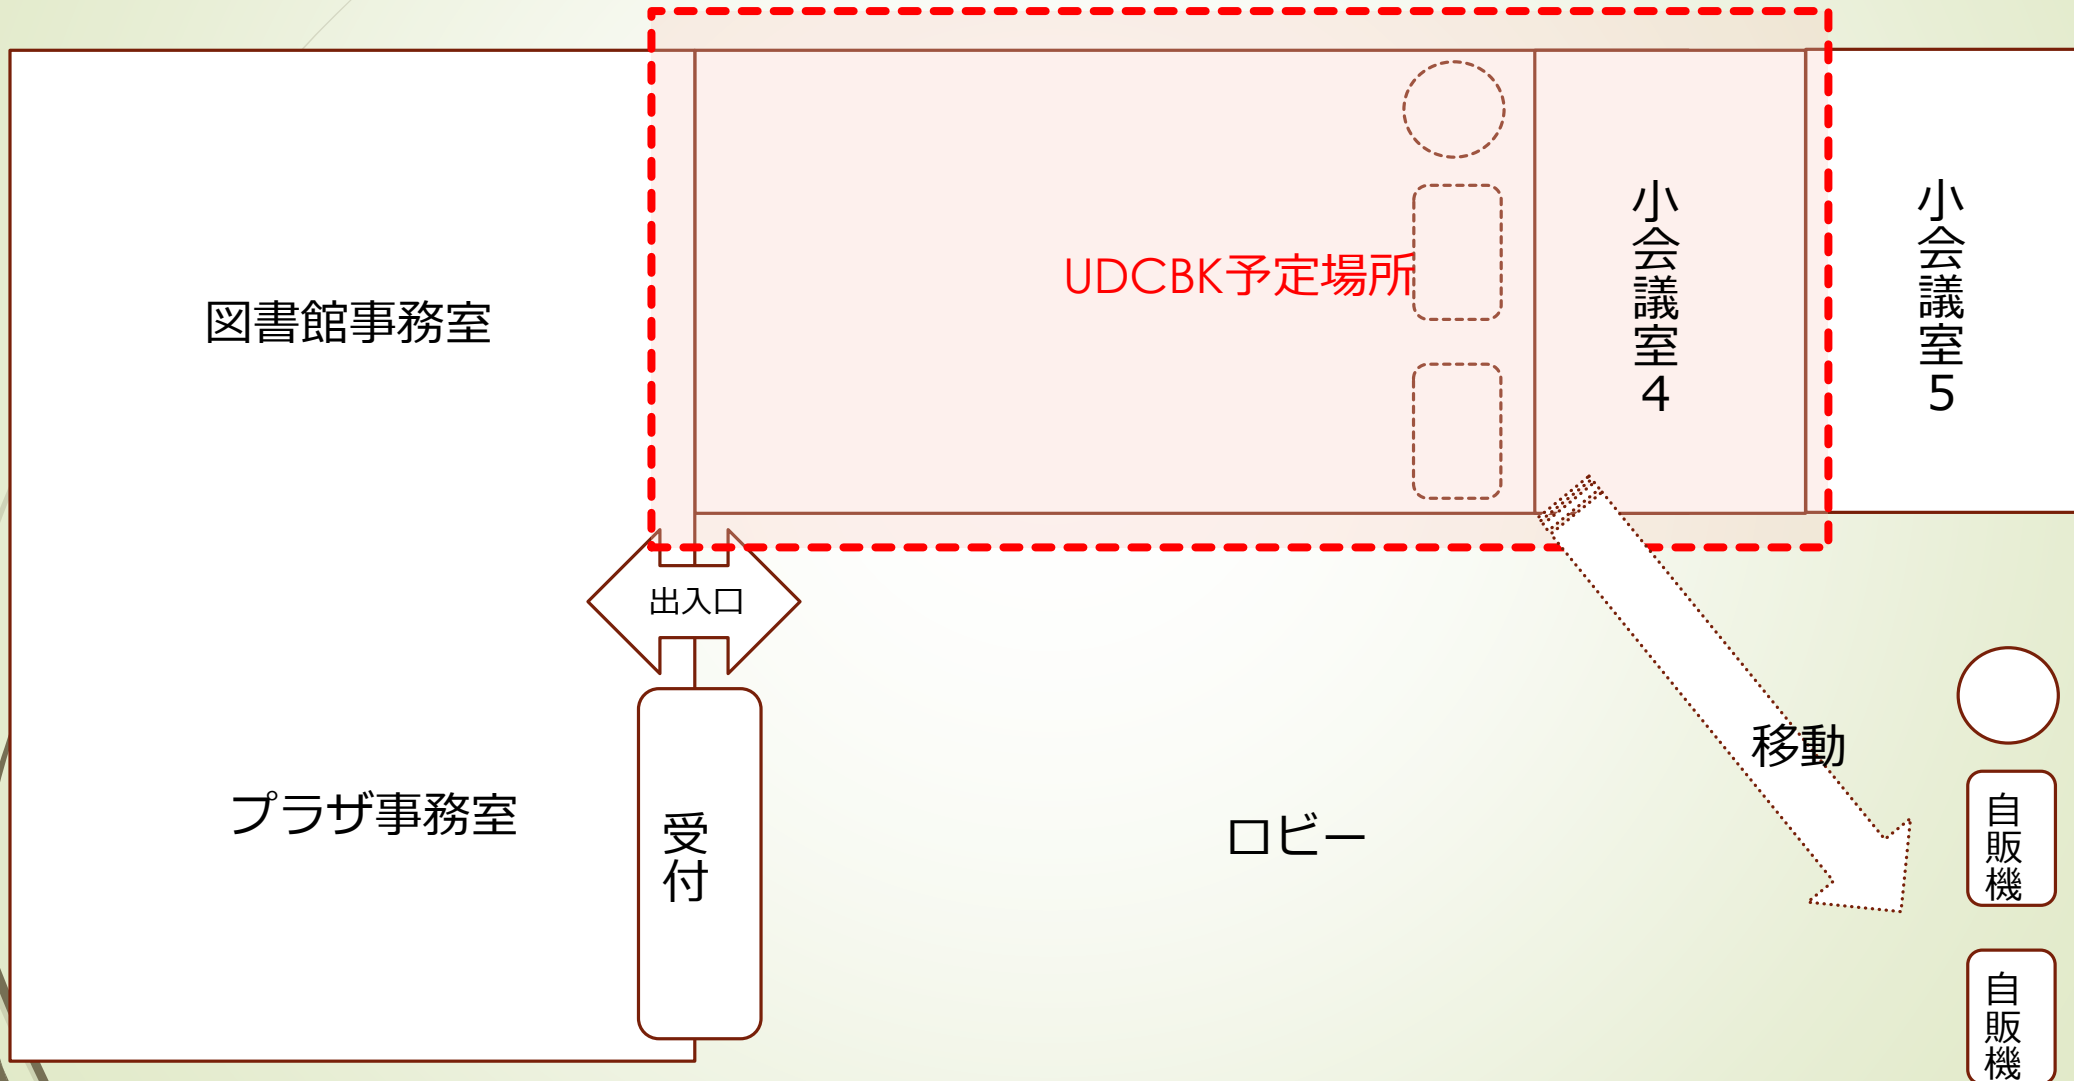 図書館事務室
UDCBK予定場所
小会議室4
小会議室5
出入口
プラザ事務室
受付
ロビー
移動
自販機
自販機